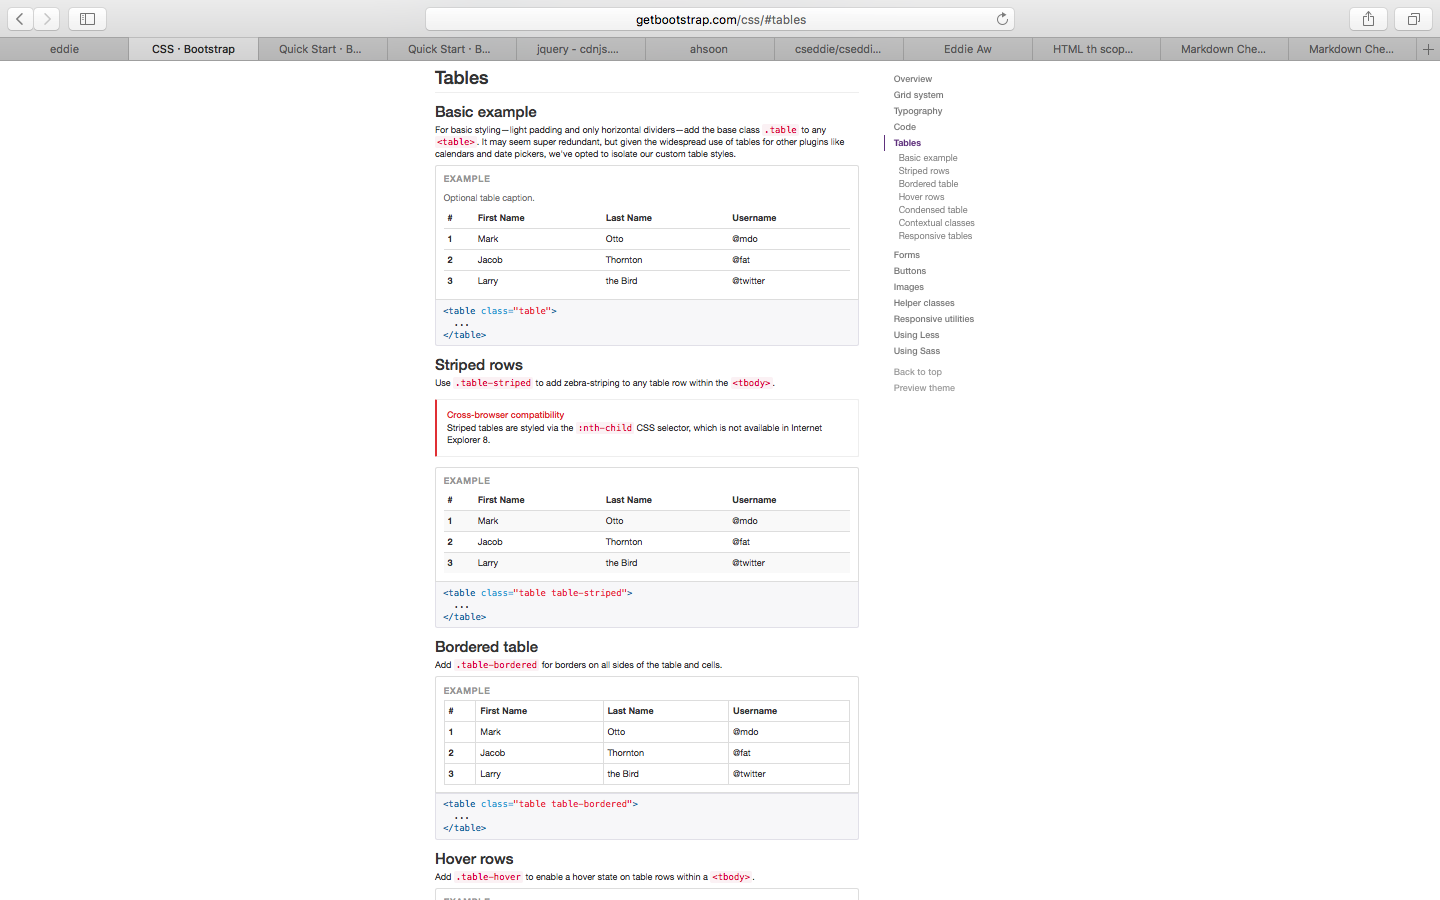 getbootstrap.com/css/#tables
eddie
CSS · Bootstrap
Quick Start · B...
Quick Start · B...
jquery - cdnjs....
ahsoon
cseddie/cseddi...
Eddie Aw
HTML th scop...
Markdown Che...
Markdown Che...
Tables
Basic example
For basic styling—light padding and only horizontal dividers—add the base class .table to any
<table>. It may seem super redundant, but given the widespread use of tables for other plugins like
calendars and date pickers, we've opted to isolate our custom table styles.
EXAMPLE
Optional table caption.
# First Name Last Name Username
1 Mark Otto @mdo
2 Jacob Thornton @fat
3 Larry the Bird @twitter
<table class="table">
...
</table>
Striped rows
Use .table-striped to add zebra-striping to any table row within the <tbody>.
Cross-browser compatibility
Striped tables are styled via the :nth-child CSS selector, which is not available in Internet
Explorer 8.
EXAMPLE
# First Name Last Name Username
1 Mark Otto @mdo
2 Jacob Thornton @fat
3 Larry the Bird @twitter
<table class="table table-striped">
...
</table>
Bordered table
Add .table-bordered for borders on all sides of the table and cells.
EXAMPLE
# First Name Last Name Username
1 Mark Otto @mdo
2 Jacob Thornton @fat
3 Larry the Bird @twitter
<table class="table table-bordered">
...
</table>
Hover rows
Add .table-hover to enable a hover state on table rows within a <tbody>.
EXAMPLE
Overview
Grid system
Typography
Code
Tables
Basic example
Striped rows
Bordered table
Hover rows
Condensed table
Contextual classes
Responsive tables
Forms
Buttons
Images
Helper classes
Responsive utilities
Using Less
Using Sass
Back to top
Preview theme